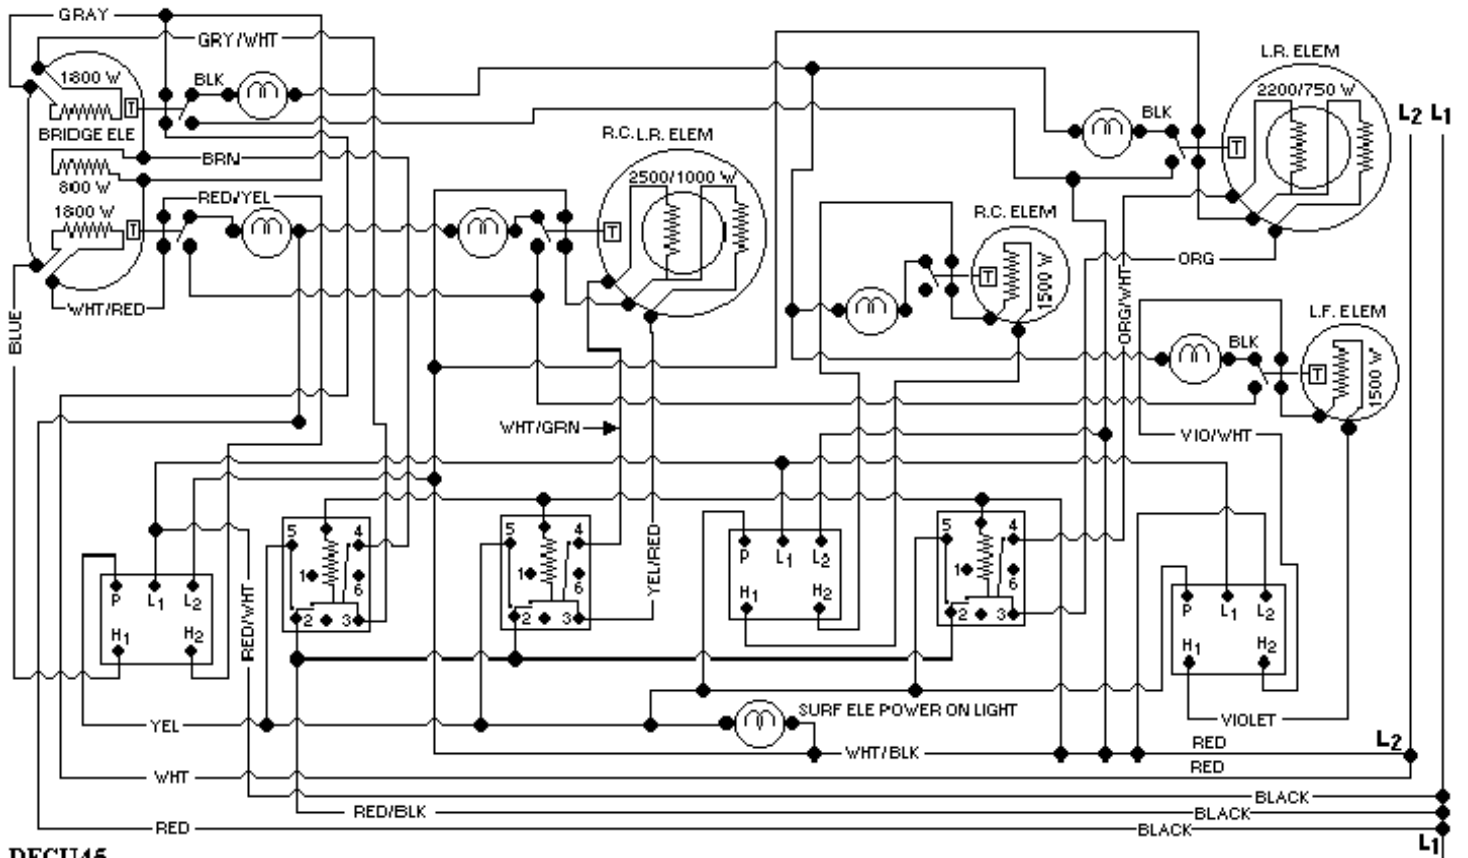 GRAY
GRY/WHT
L.R. ELEM
1800 W
BLK
2200/750 W
L2 L1
T
BLK
BRIDGE ELE
R.C.L.R. ELEM
T
BRN
2500/1000 W
800 W
RED/YEL
1800 W
R.C. ELEM
T
T
ORG
T
1500 W
WHT/RED
ORG/WHT
L.F. ELEM
BLUE
BLK
T
1500 W
WHT/GRN
VIO/WHT
5 4
5 4
5 4
P L1 L2
YEL/RED
1 6
1 6
1 6
P L1 L2
H1 H2
P L1 L2
RED/WHT
2 3
2 3
2 3
H1 H2
H1 H2
YEL
SURF ELE POWER ON LIGHT
VIOLET
WHT/BLK
RED
L2
WHT
RED
BLACK
RED/BLK
BLACK
RED
BLACK
L1